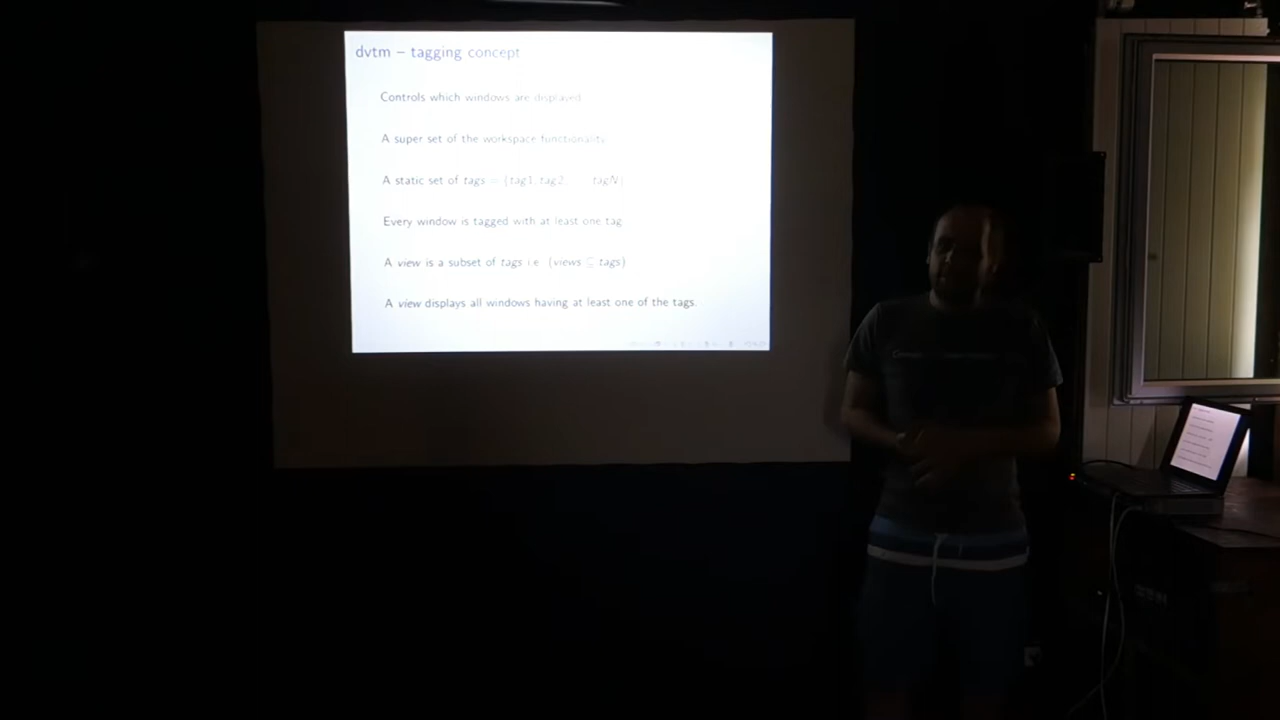 dvtm – tagging concept
Controls which windows are displayed
A super set of the workspace functionality
A static set of tags = {tag1, tag2, ... tagN}
Every window is tagged with at least one tag
A view is a subset of tags i.e. (views ⊆ tags)
A view displays all windows having at least one of the tags.